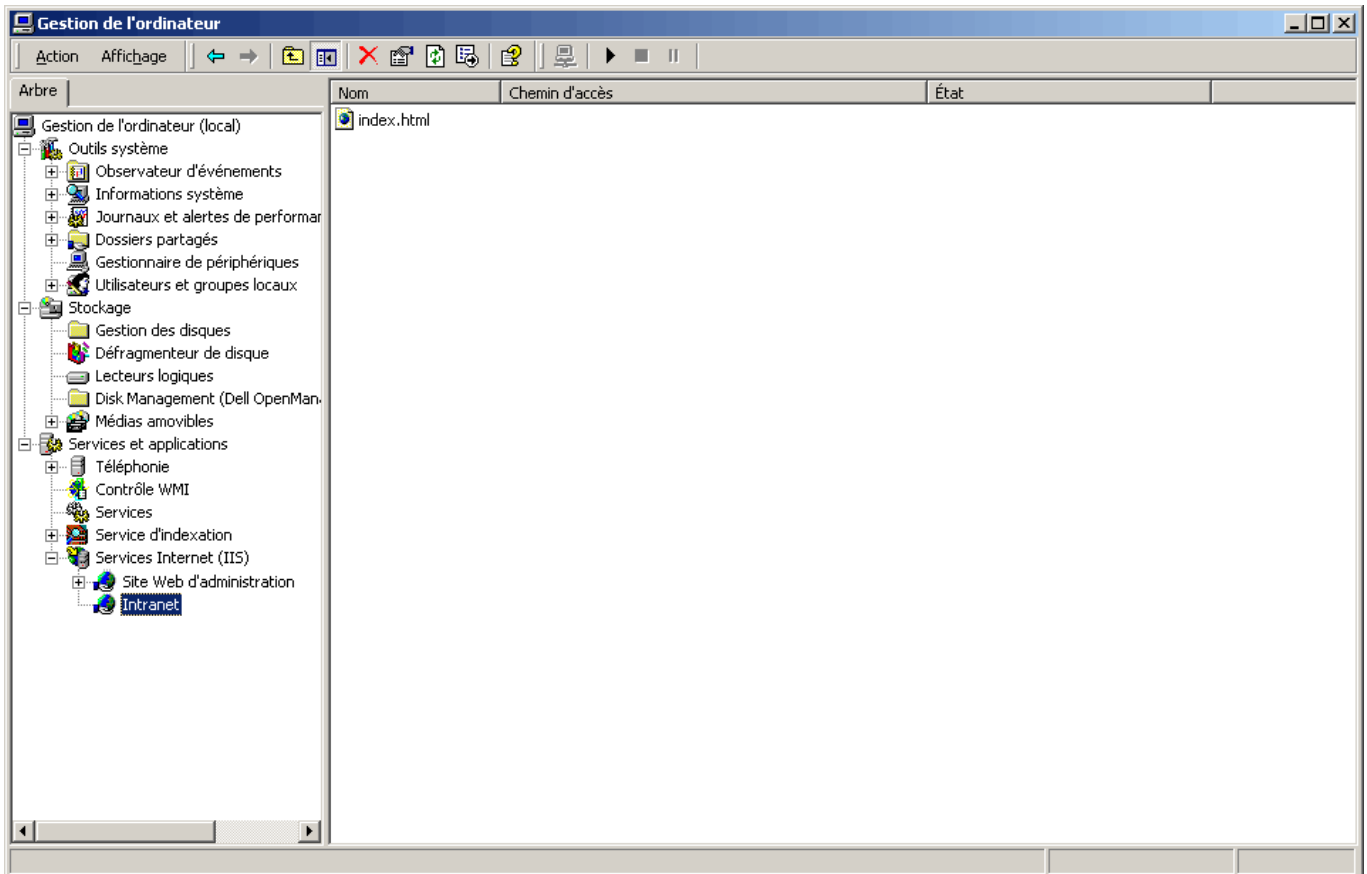 Gestion de l'ordinateur
Action Affichage
Arbre
Nom Chemin d'accès État
Gestion de l'ordinateur (local)
index.html
Outils système
Observateur d'événements
Informations système
Journaux et alertes de performar
Dossiers partagés
Gestionnaire de périphériques
Utilisateurs et groupes locaux
Stockage
Gestion des disques
Défragmenteur de disque
Lecteurs logiques
Disk Management (Dell OpenMan
Médias amovibles
Services et applications
Téléphonie
Contrôle WMI
Services
Service d'indexation
Services Internet (IIS)
Site Web d'administration
Intranet